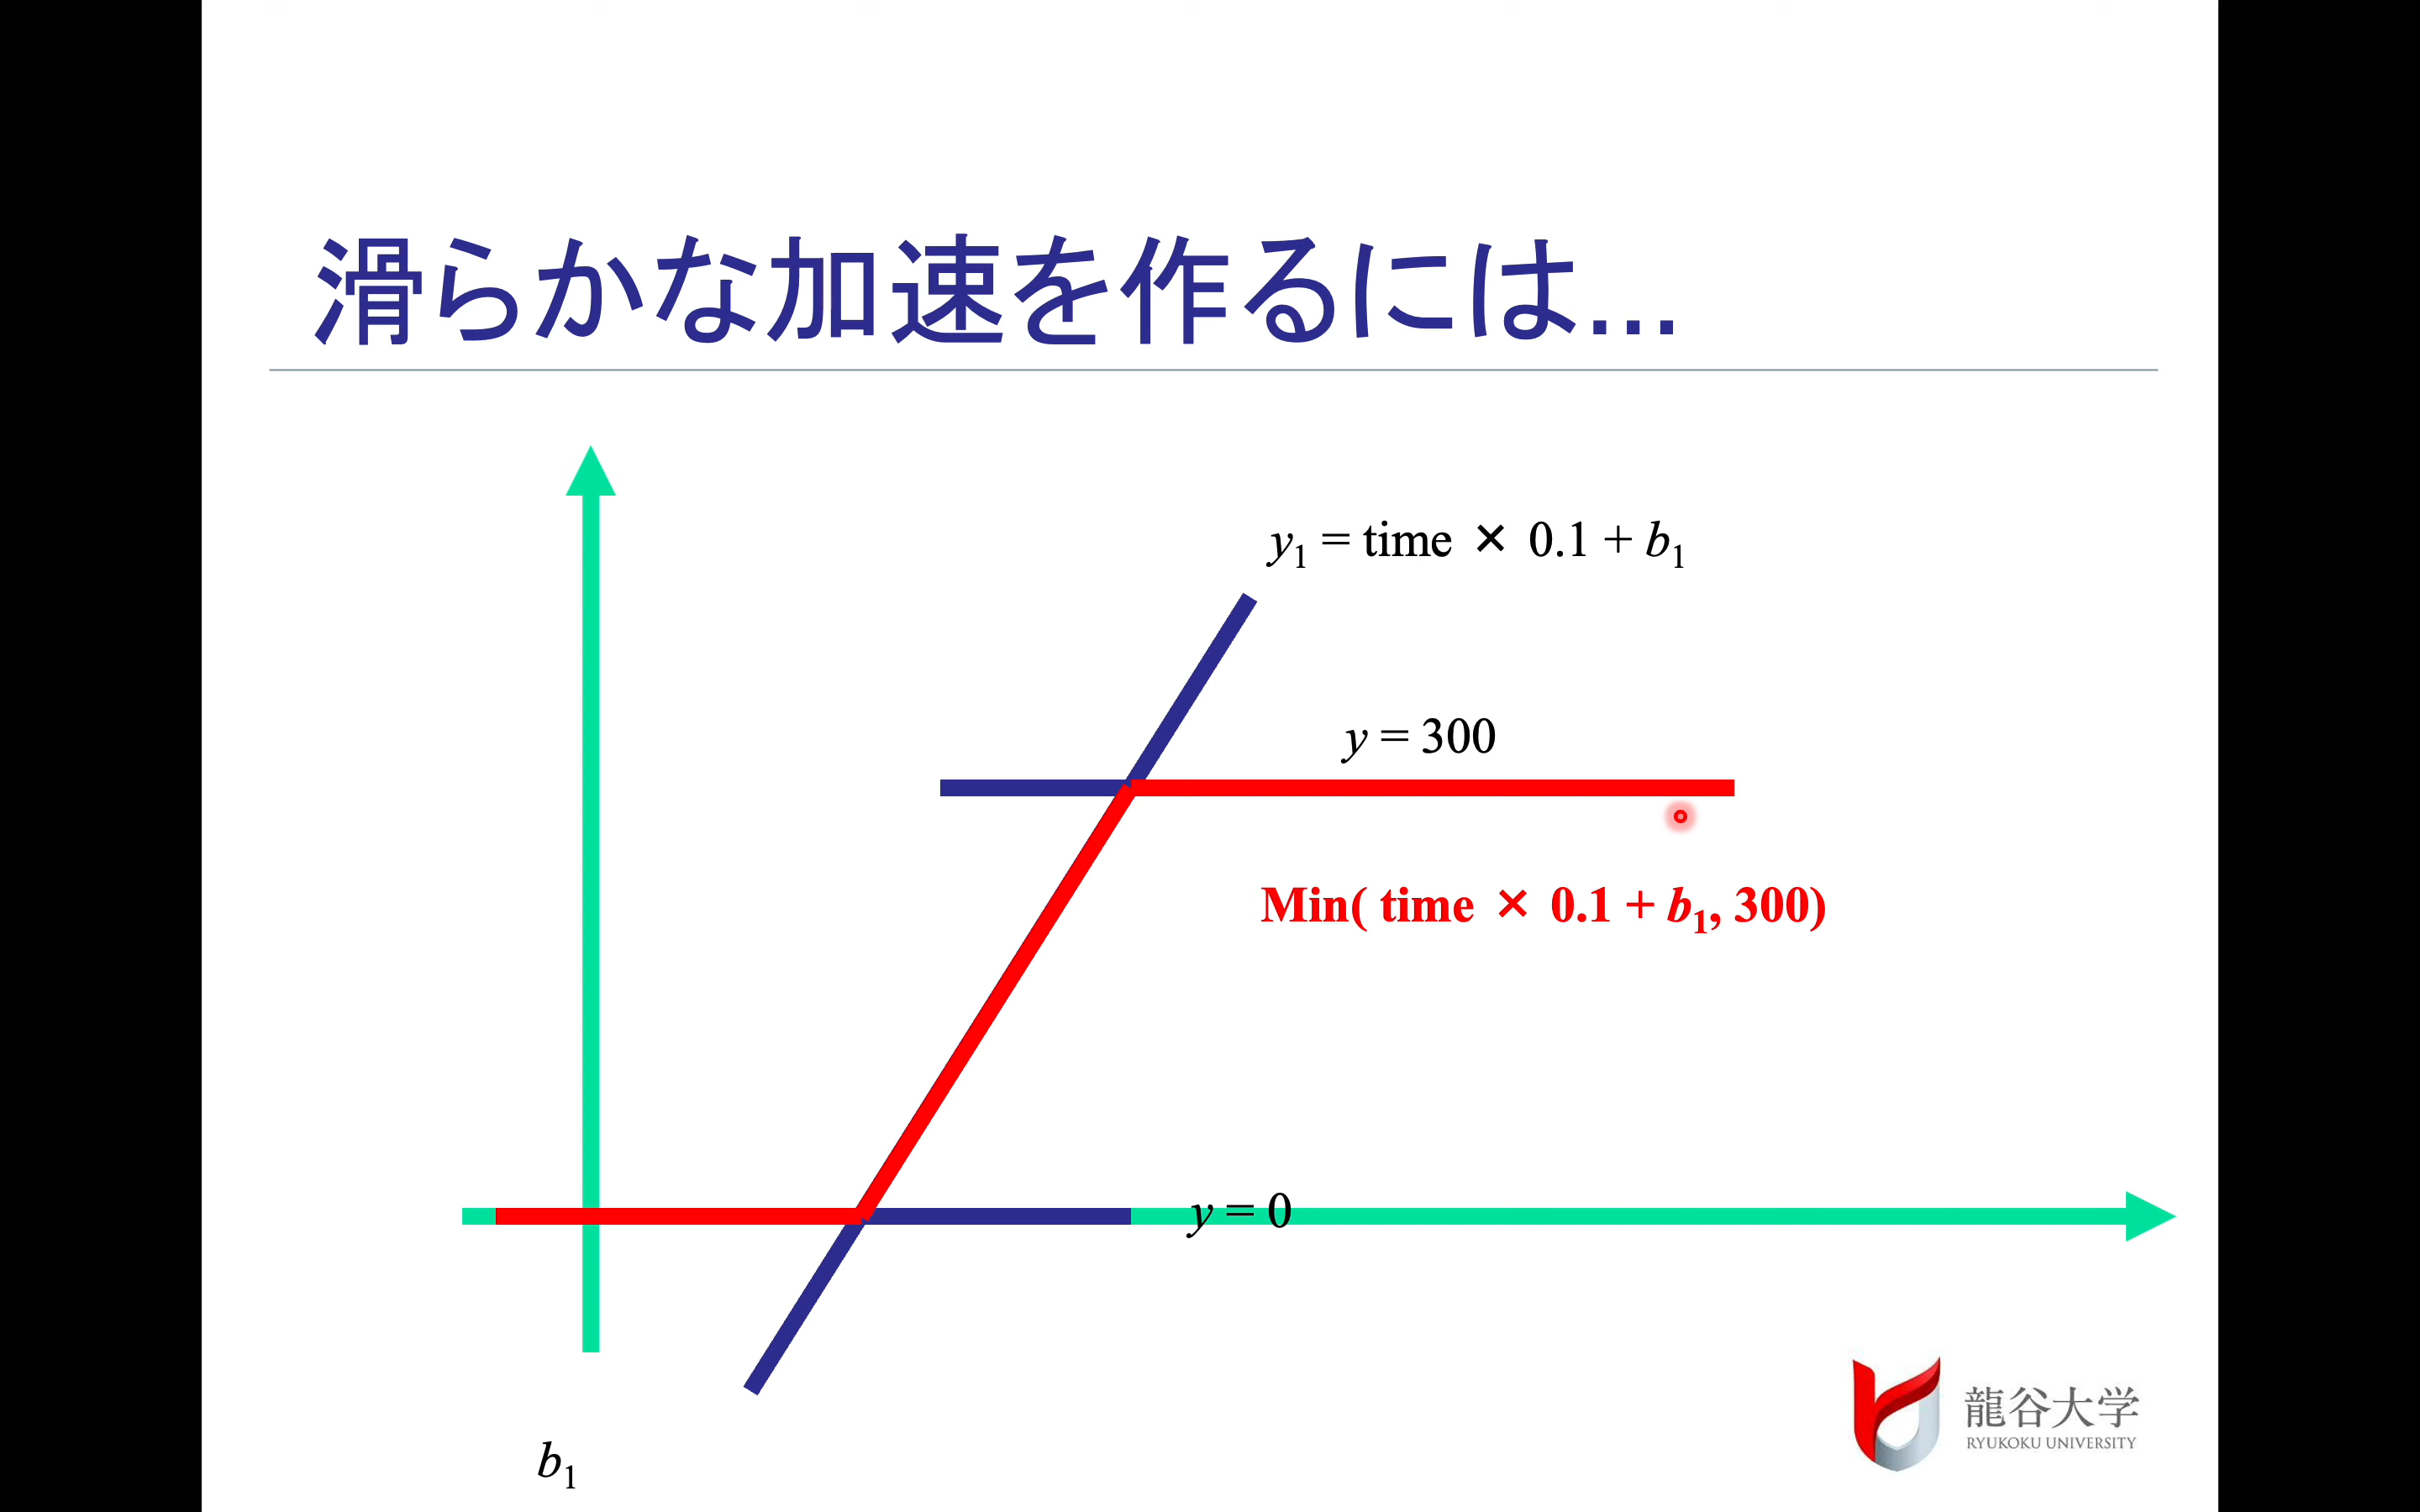 滑らかな加速を作るには…
y₁ = time × 0.1 + b₁
y = 300
Min( time × 0.1 + b₁, 300)
y = 0
b₁
龍谷大学
RYUKOKU UNIVERSITY